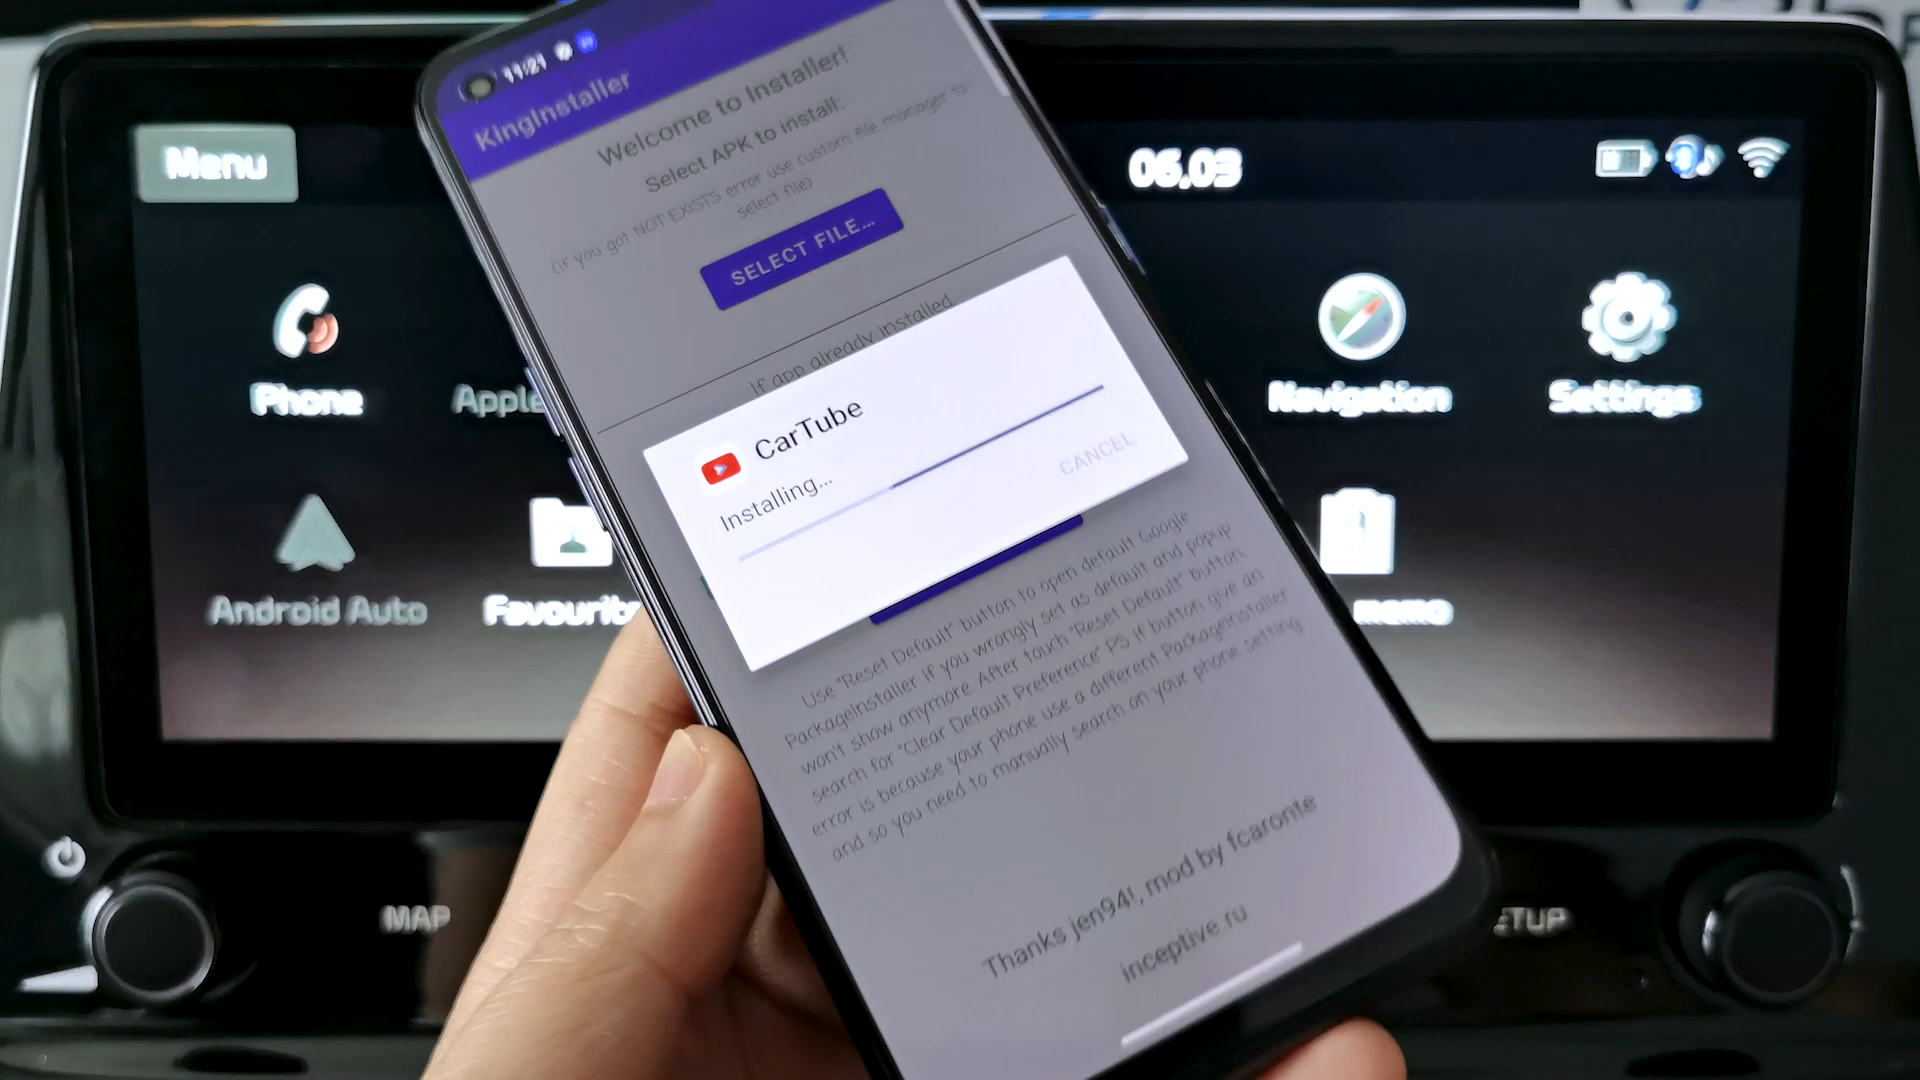 Menu
06.03
Phone
Apple
Navigation
Settings
Android Auto
Favourit
memo
MAP
ETUP
11:21
KingInstaller
Welcome to Installer!
Select APK to install:
(if you got NOT EXISTS error use custom file manager to
select file)
SELECT FILE...
If app already installed,
CarTube
Installing...
CANCEL
Use "Reset Default" button to open default Google
PackageInstaller if you wrongly set as default and popup
won't show anymore. After touch "Reset Default" button,
search for "Clear Default Preference" PS if button give an
error is because your phone use a different PackageInstaller
and so you need to manually search on your phone setting
Thanks jen94!, mod by fcaronte
inceptive ru